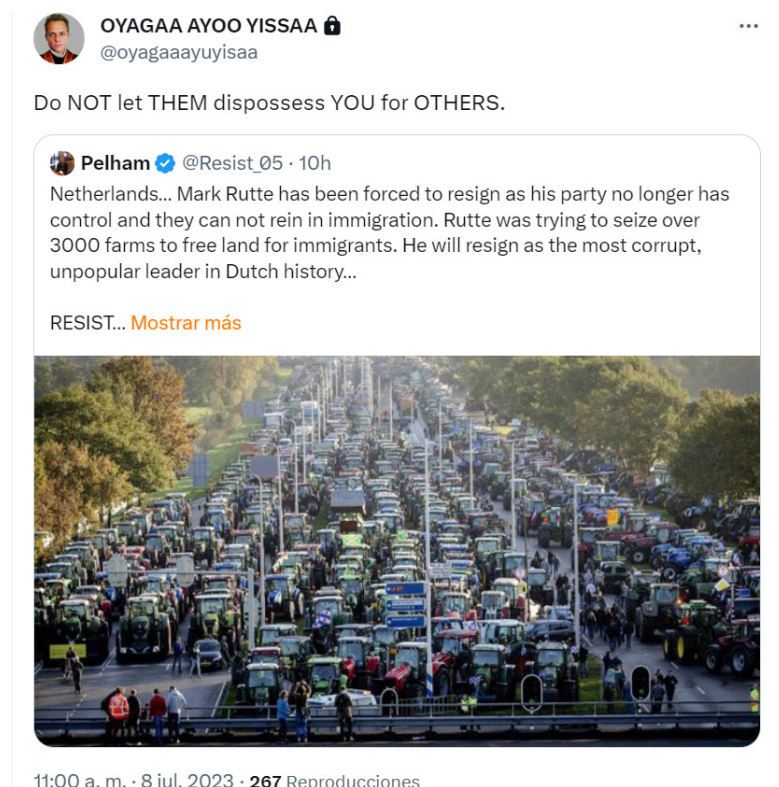 OYAGAA AYOO YISSAA
@oyagaaayuyisaa
Do NOT let THEM dispossess YOU for OTHERS.
Pelham @Resist_05 · 10h
Netherlands... Mark Rutte has been forced to resign as his party no longer has
control and they can not rein in immigration. Rutte was trying to seize over
3000 farms to free land for immigrants. He will resign as the most corrupt,
unpopular leader in Dutch history...
RESIST... Mostrar más
11:00 a. m. · 8 jul. 2023 · 267 Reproducciones